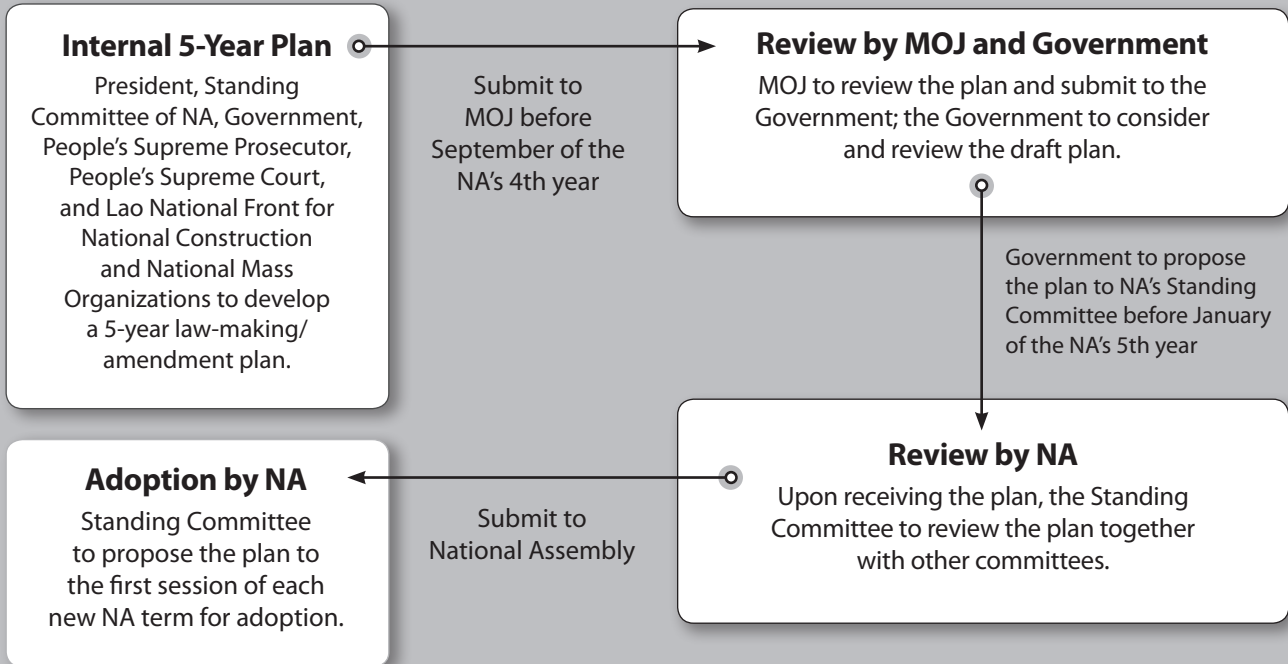 Internal 5-Year Plan
President, Standing
Committee of NA, Government,
People’s Supreme Prosecutor,
People’s Supreme Court,
and Lao National Front for
National Construction
and National Mass
Organizations to develop
a 5-year law-making/
amendment plan.
Submit to
MOJ before
September of the
NA’s 4th year
Review by MOJ and Government
MOJ to review the plan and submit to the
Government; the Government to consider
and review the draft plan.
Government to propose
the plan to NA’s Standing
Committee before January
of the NA’s 5th year
Review by NA
Upon receiving the plan, the Standing
Committee to review the plan together
with other committees.
Submit to
National Assembly
Adoption by NA
Standing Committee
to propose the plan to
the first session of each
new NA term for adoption.